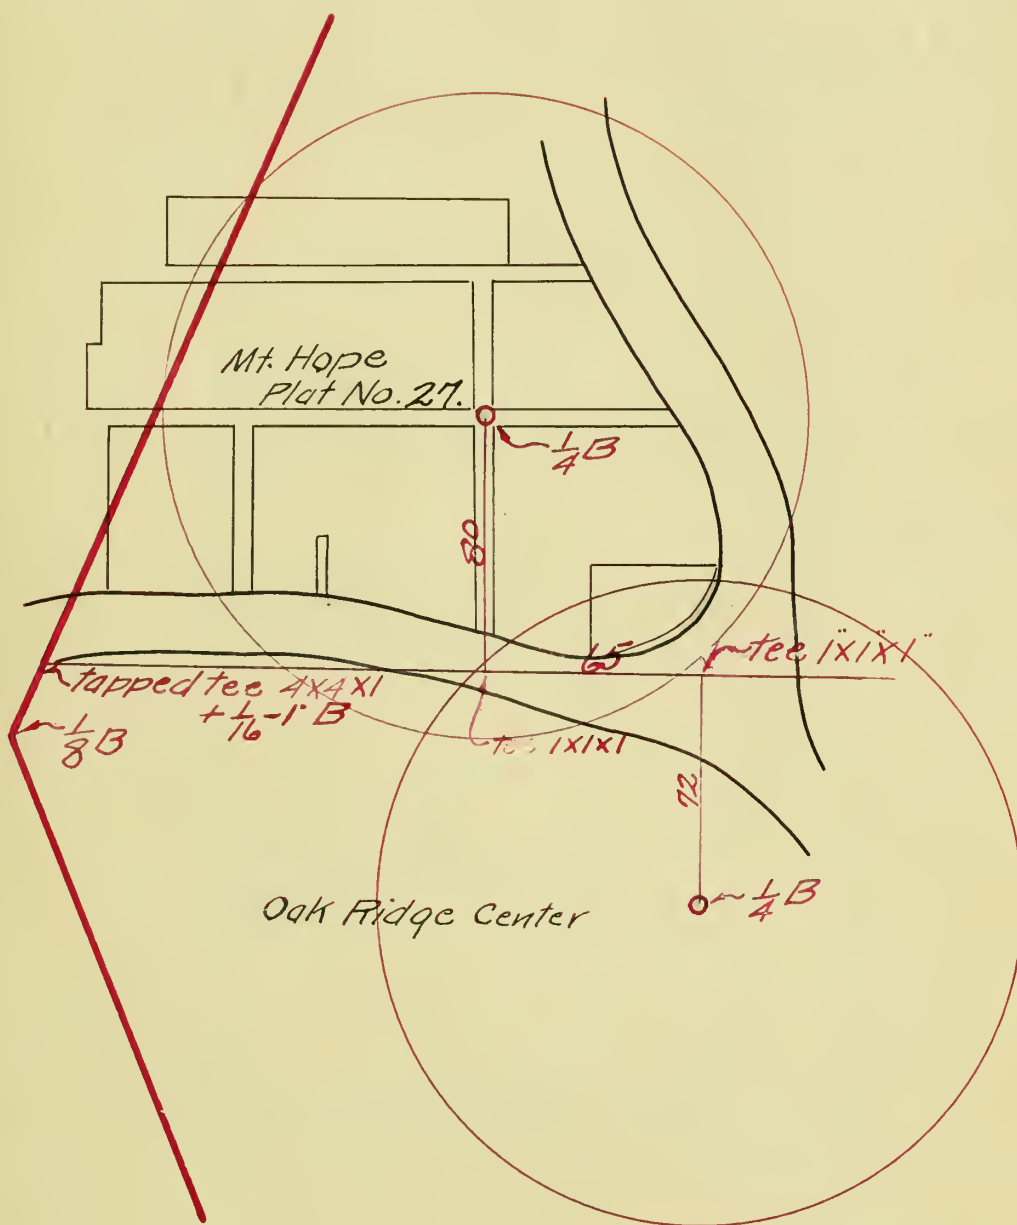 Mt. Hope
Plat No. 27.
1/4 B
80
65
tee 1"x1"x1"
tapped tee 4x4x1
+ 1/16 - 1" B
1/8 B
tee 1x1x1
72
Oak Ridge Center
1/4 B